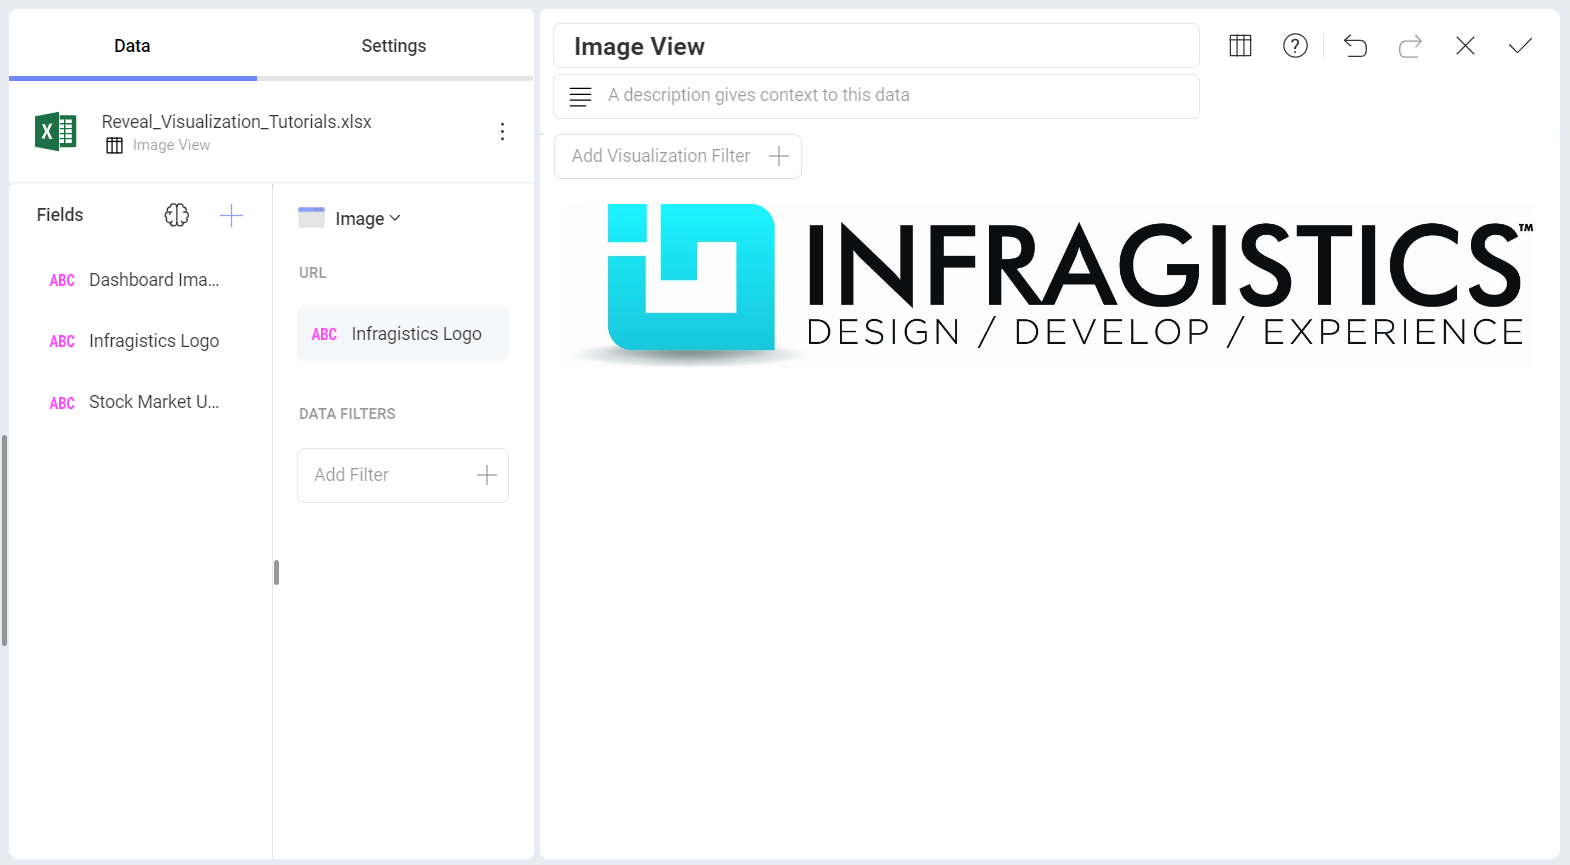 Data
Settings
Reveal_Visualization_Tutorials.xlsx
Image View
Fields
ABC Dashboard Ima...
ABC Infragistics Logo
ABC Stock Market U...
Image
URL
ABC Infragistics Logo
DATA FILTERS
Add Filter
Image View
A description gives context to this data
Add Visualization Filter
INFRAGISTICS™
DESIGN / DEVELOP / EXPERIENCE